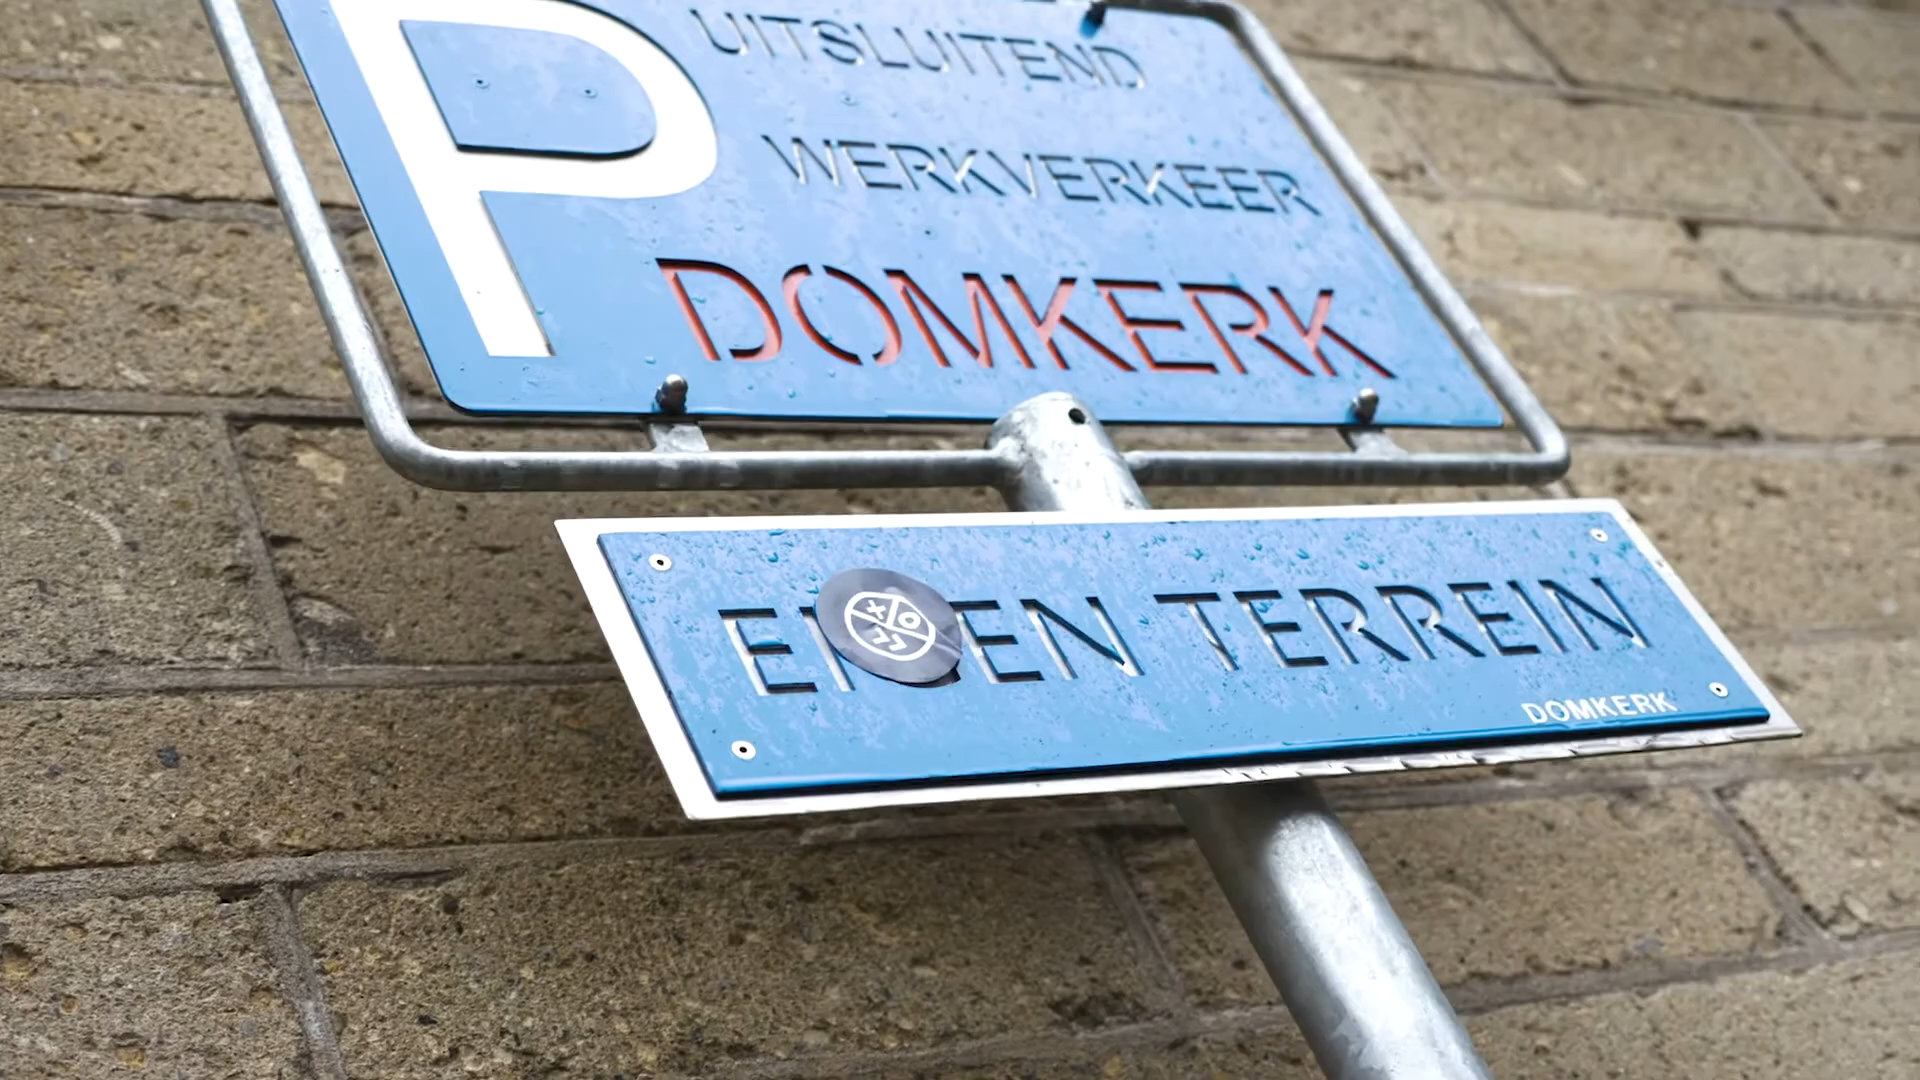 P UITSLUITEND
WERKVERKEER
DOMKERK
EIGEN TERREIN
DOMKERK